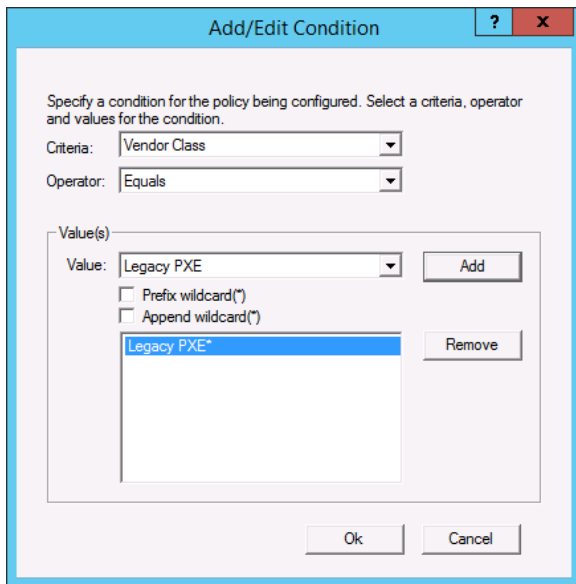 Add/Edit Condition
?
x
Specify a condition for the policy being configured. Select a criteria, operator
and values for the condition.
Criteria: Vendor Class
Operator: Equals
Value(s)
Value: Legacy PXE
Add
Prefix wildcard(*)
Append wildcard(*)
Legacy PXE*
Remove
Ok
Cancel